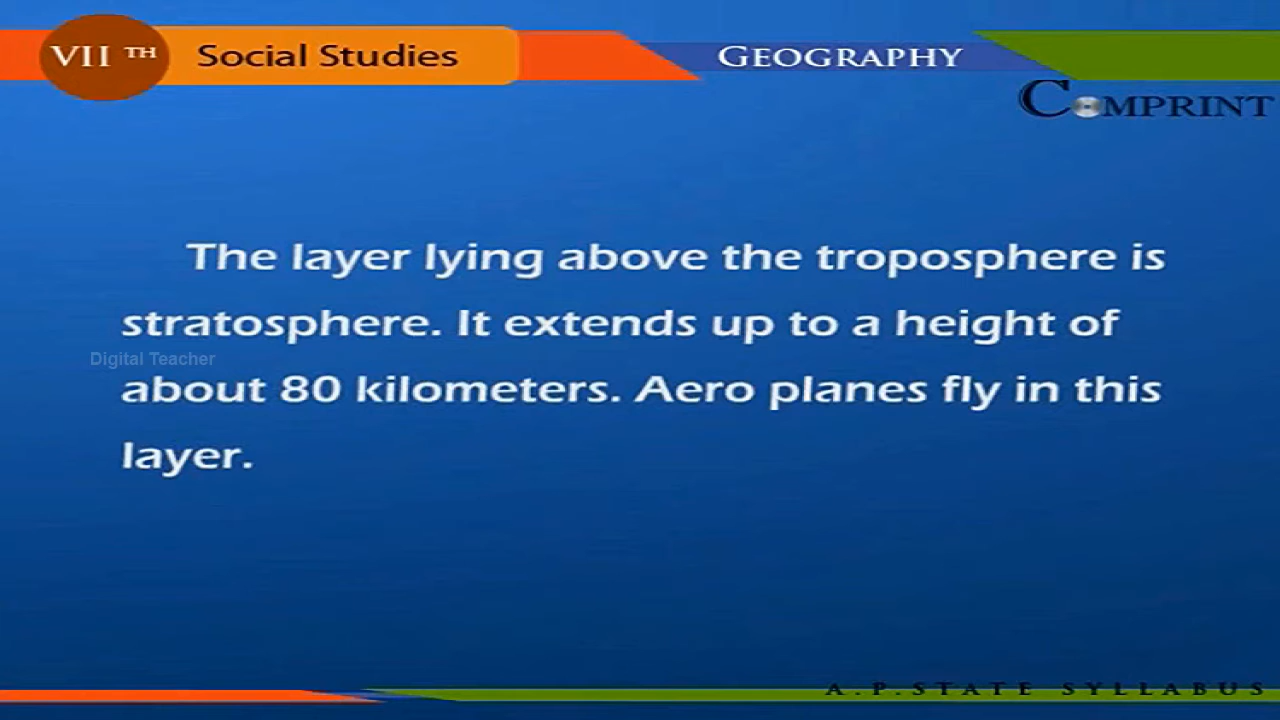 VII TH Social Studies
GEOGRAPHY
COMPRINT
The layer lying above the troposphere is
stratosphere. It extends up to a height of
Digital Teacher
about 80 kilometers. Aero planes fly in this
layer.
A.P.STATE SYLLABUS